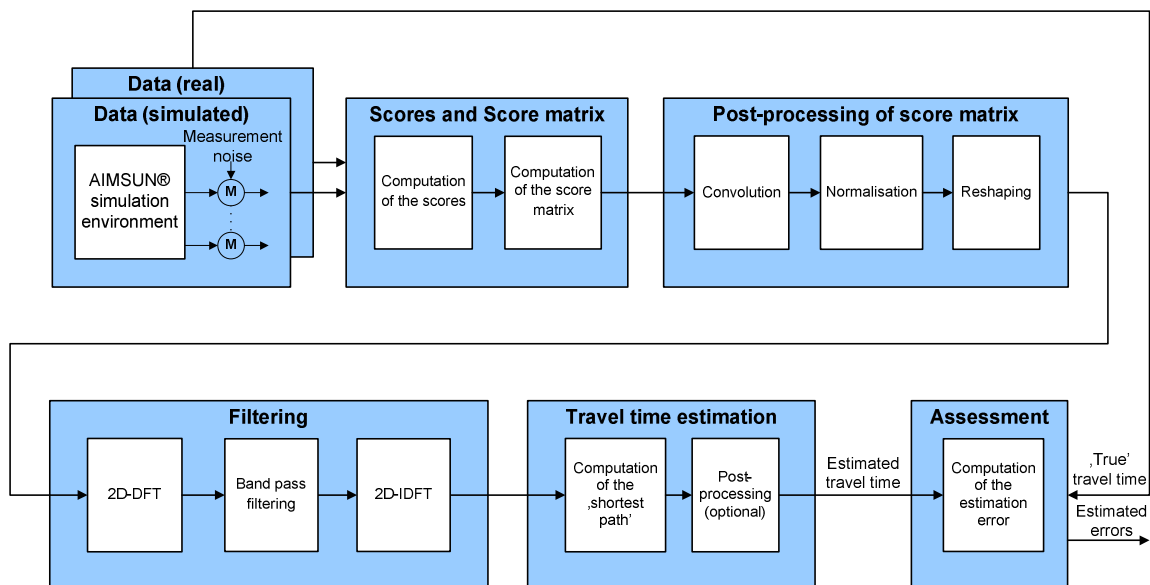 Data (real)
Data (simulated)
Measurement
noise
AIMSUN®
simulation
environment
M
M
Scores and Score matrix
Computation
of the scores
Computation
of the score
matrix
Post-processing of score matrix
Convolution
Normalisation
Reshaping
Filtering
2D-DFT
Band pass
filtering
2D-IDFT
Travel time estimation
Computation
of the
‚shortest
path’
Post-
processing
(optional)
Estimated
travel time
Assessment
Computation
of the
estimation
error
‚True’
travel time
Estimated
errors